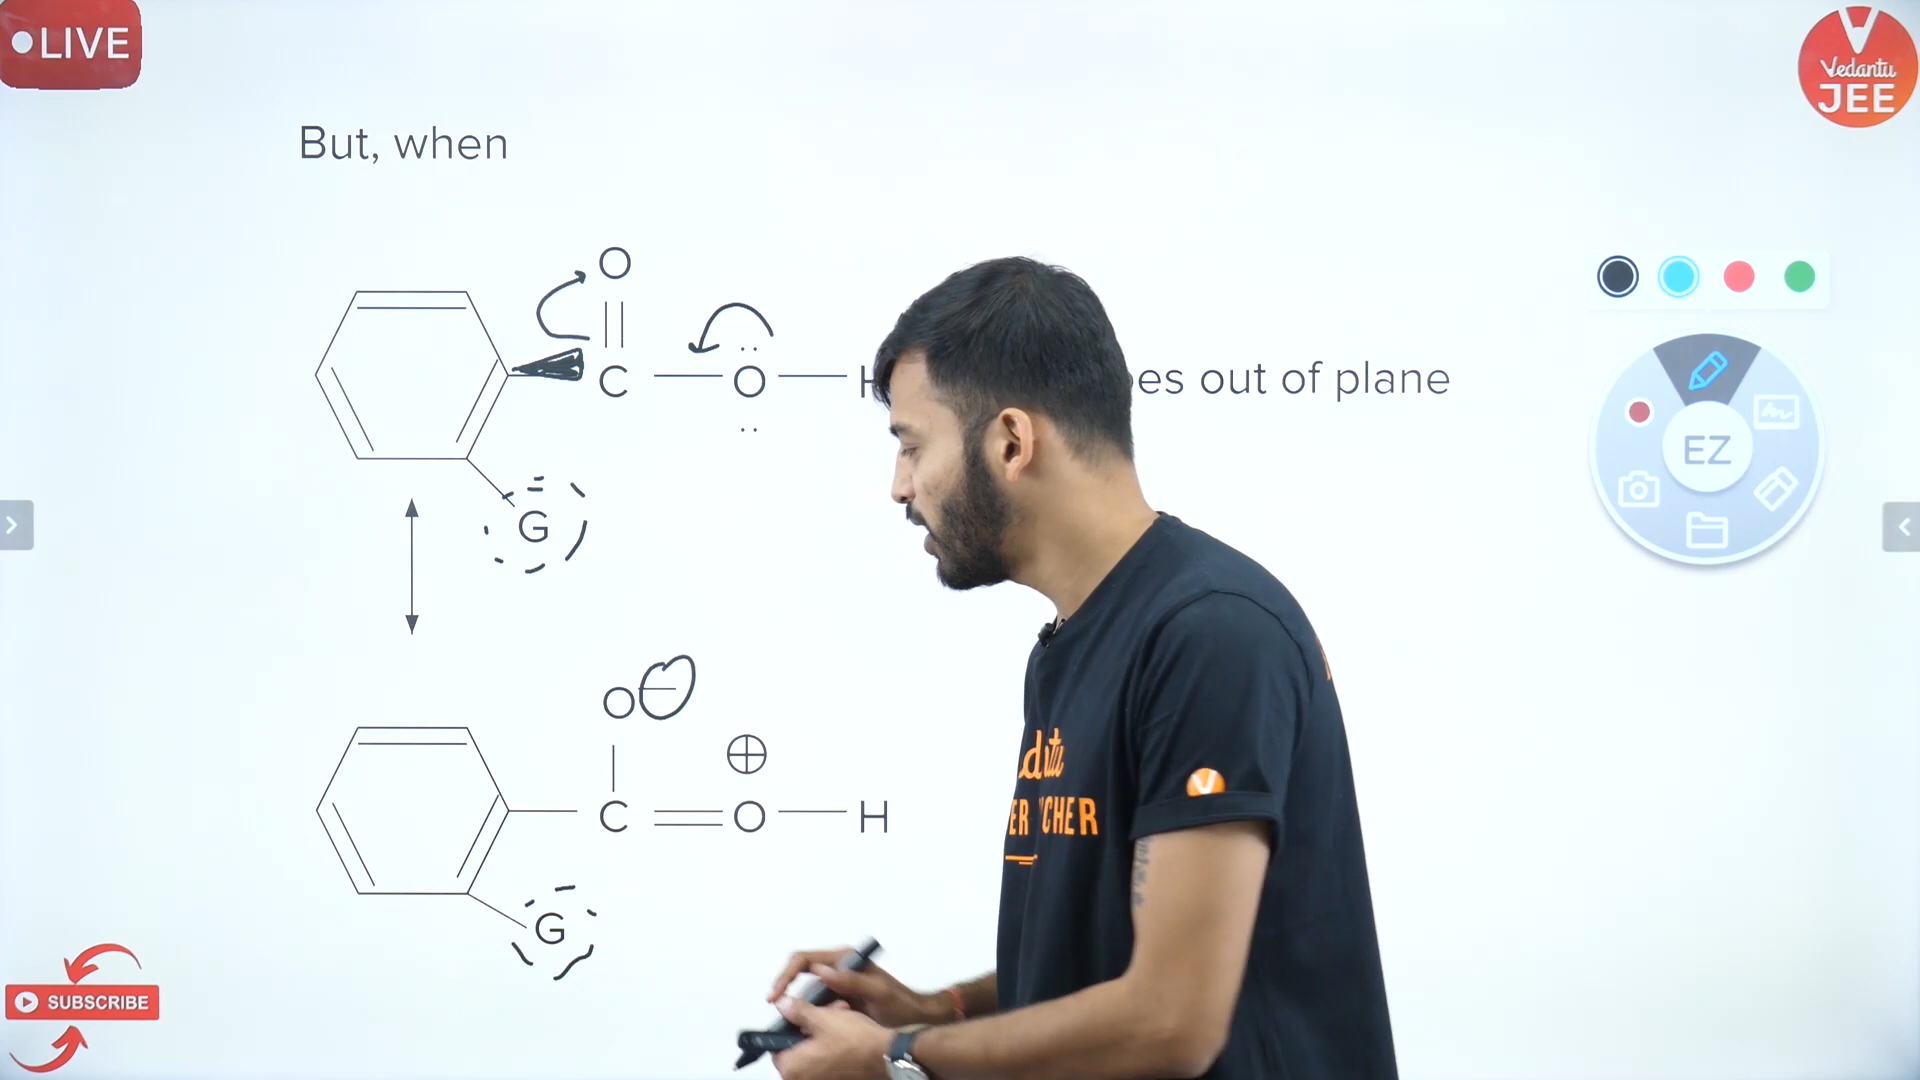 LIVE
Vedantu
JEE
But, when
O
C O H
es out of plane
EZ
G
O
C O H
G
SUBSCRIBE